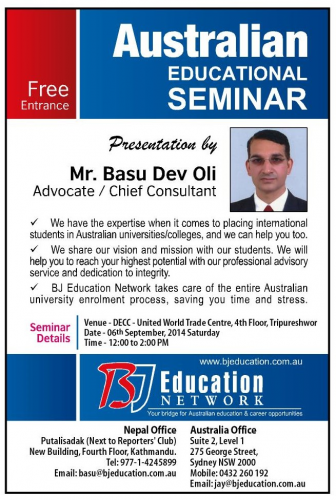 Free
Entrance
Australian
EDUCATIONAL
SEMINAR
Presentation by
Mr. Basu Dev Oli
Advocate / Chief Consultant
✓ We have the expertise when it comes to placing international
students in Australian universities/colleges, and we can help you too.
✓ We share our vision and mission with our students. We will
help you to reach your highest potential with our professional advisory
service and dedication to integrity.
✓ BJ Education Network takes care of the entire Australian
university enrolment process, saving you time and stress.
Seminar
Details
Venue - DECC - United World Trade Centre, 4th Floor, Tripureshwor
Date - 06th September, 2014 Saturday
Time - 12:00 to 2:00 PM
www.bjeducation.com.au
BJ Education
NETWORK
Your bridge for Australian education & career opportunities
Nepal Office
Putalisadak (Next to Reporters' Club)
New Building, Fourth Floor, Kathmandu.
Tel: 977-1-4245899
Email: basu@bjeducation.com.au
Australia Office
Suite 2, Level 1
275 George Street,
Sydney NSW 2000
Mobile: 0432 260 192
Email: jay@bjeducation.com.au